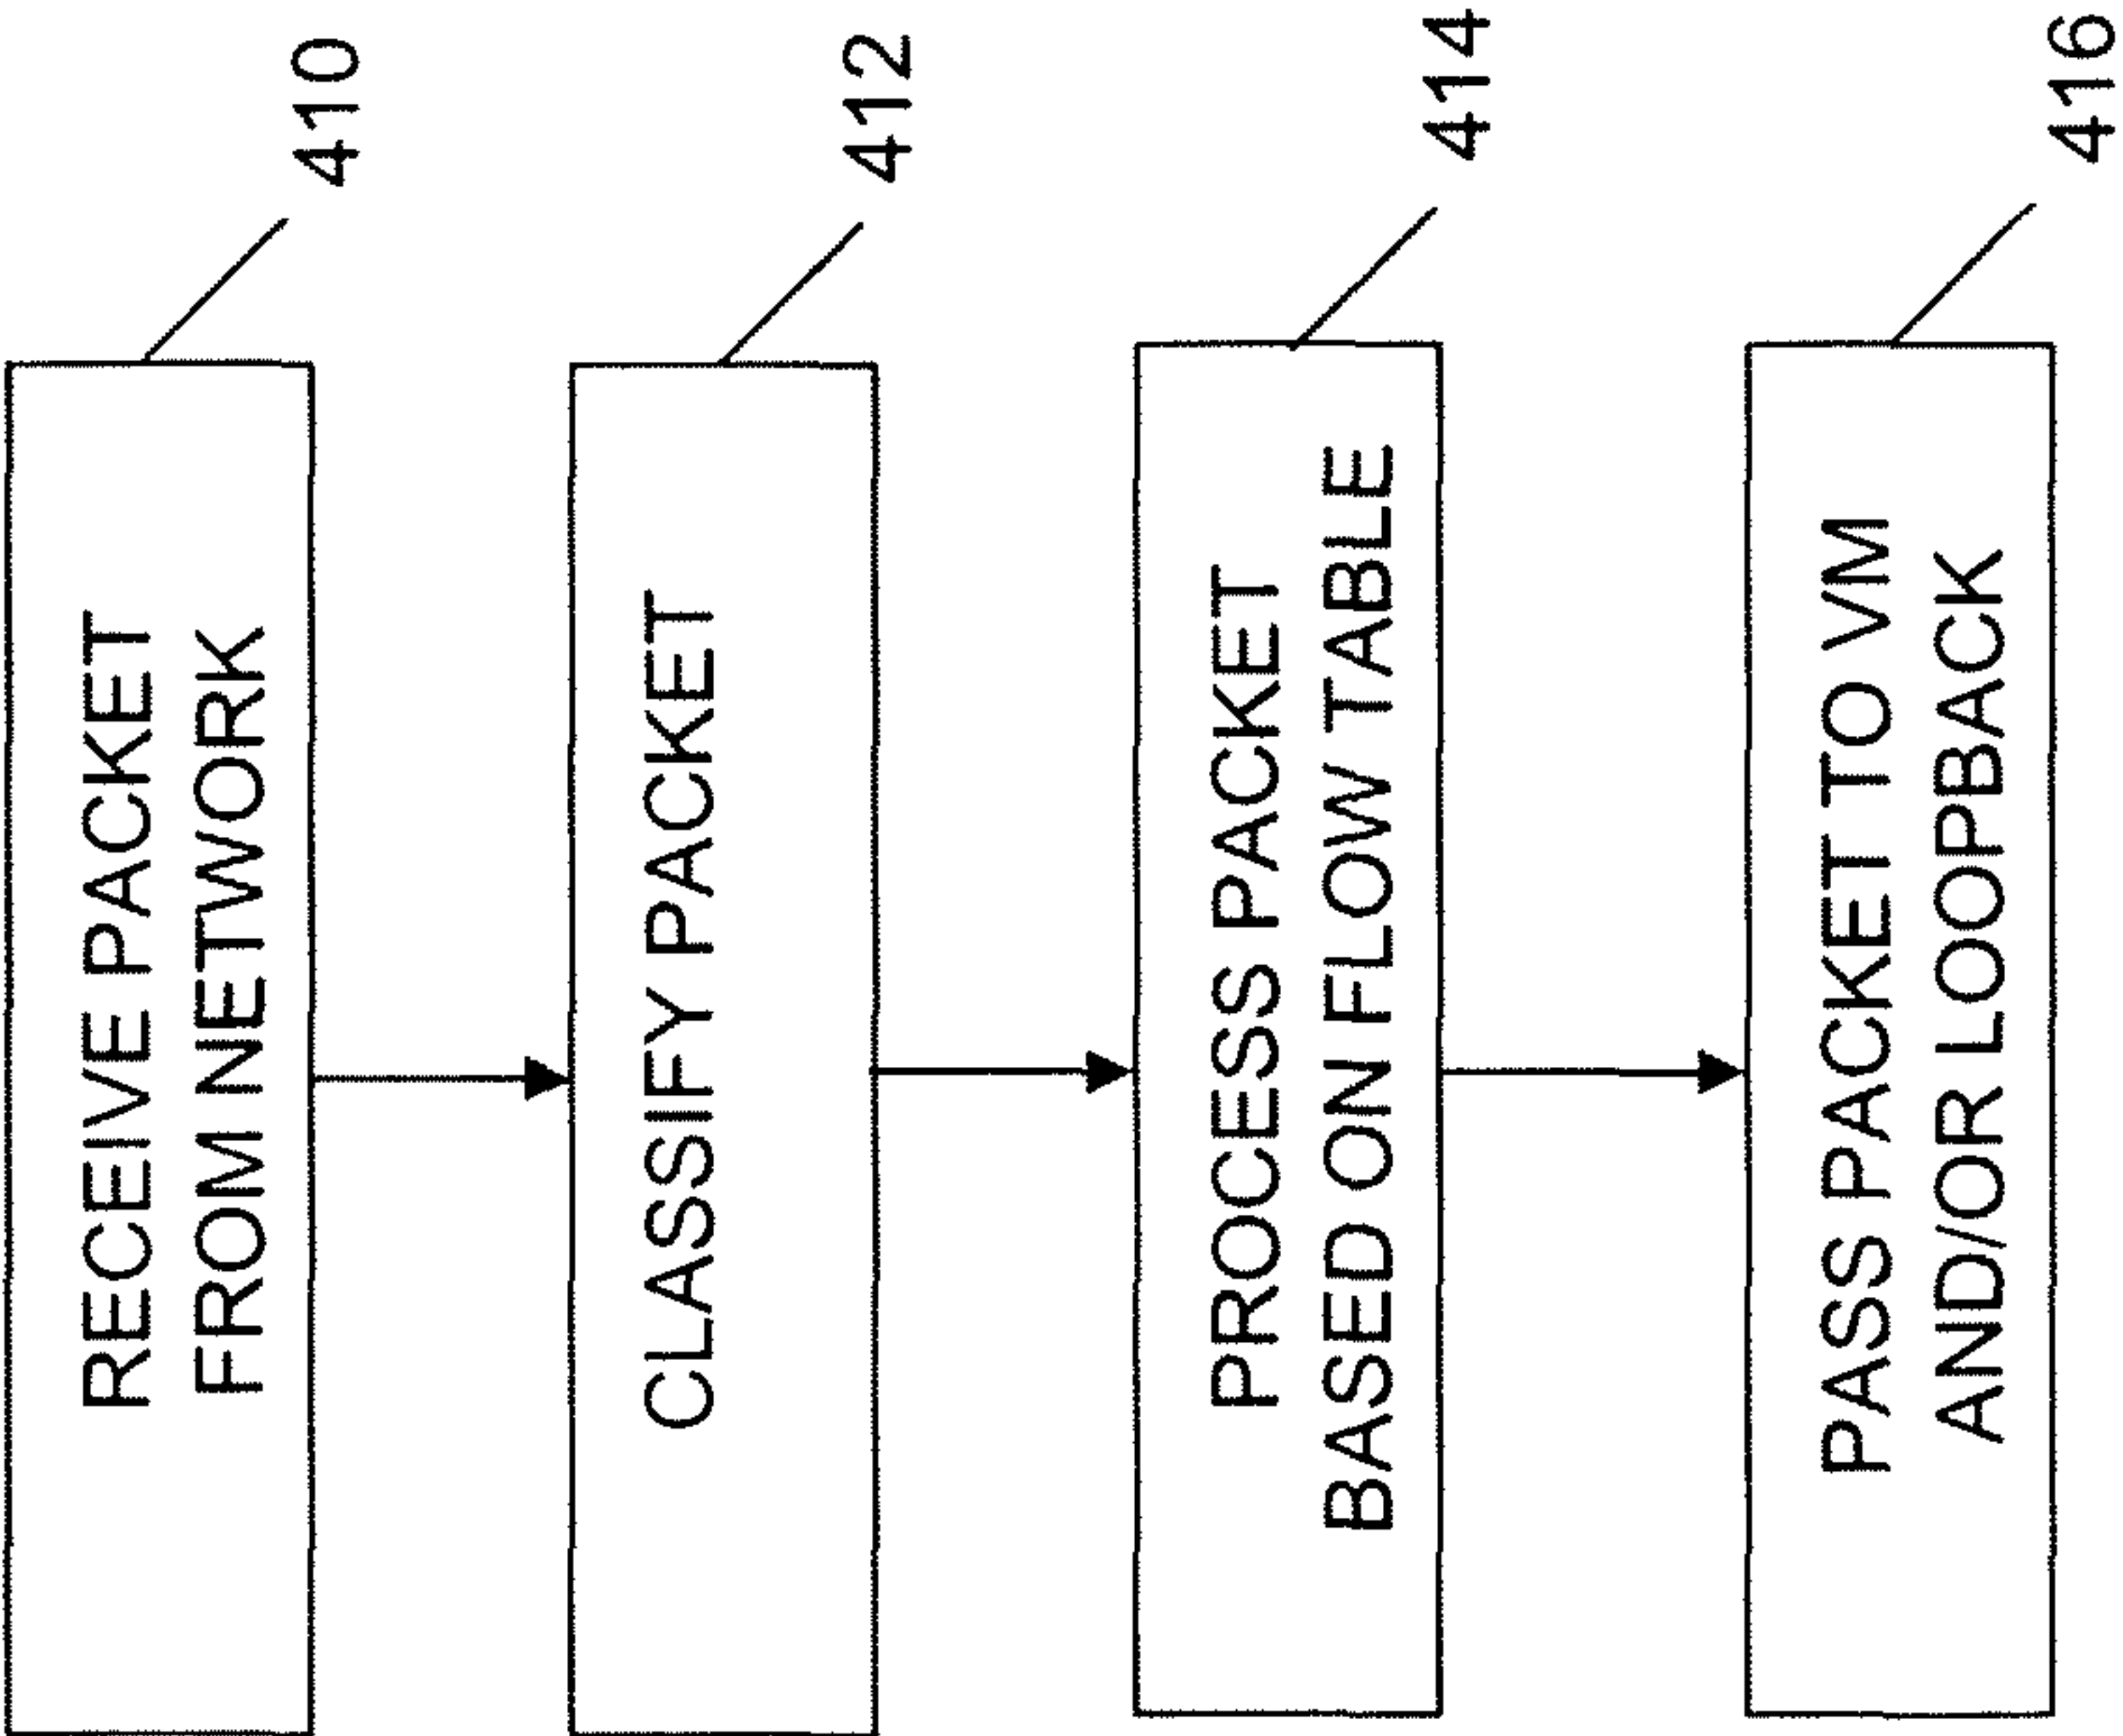 RECEIVE PACKET
FROM NETWORK
410
CLASSIFY PACKET
412
PROCESS PACKET
BASED ON FLOW TABLE
414
PASS PACKET TO VM
AND/OR LOOPBACK
416